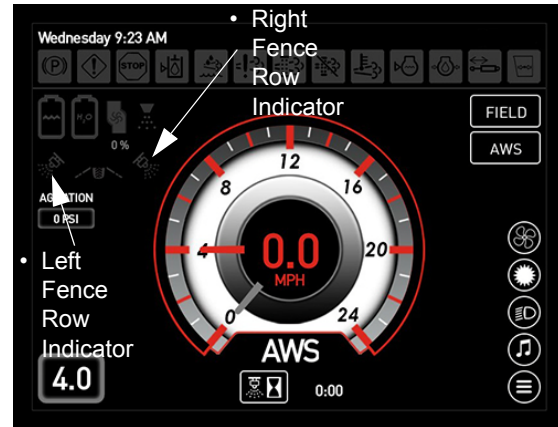 • Right
Fence
Row
Indicator
Wednesday 9:23 AM
(P)
STOP
H₂O
0 %
FIELD
AWS
AGITATION
0 PSI
• Left
Fence
Row
Indicator
0
4
8
12
16
20
24
0.0
MPH
AWS
4.0
0:00